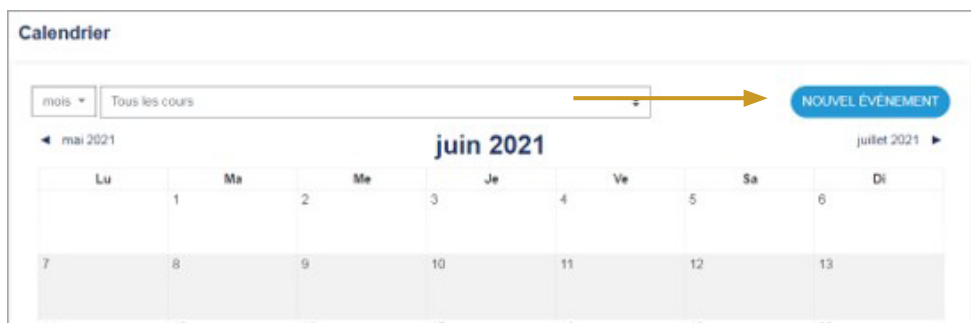 Calendrier
mois Tous les cours NOUVEL ÉVÉNEMENT
mai 2021 juin 2021 juillet 2021
Lu Ma Me Je Ve Sa Di
1 2 3 4 5 6
7 8 9 10 11 12 13